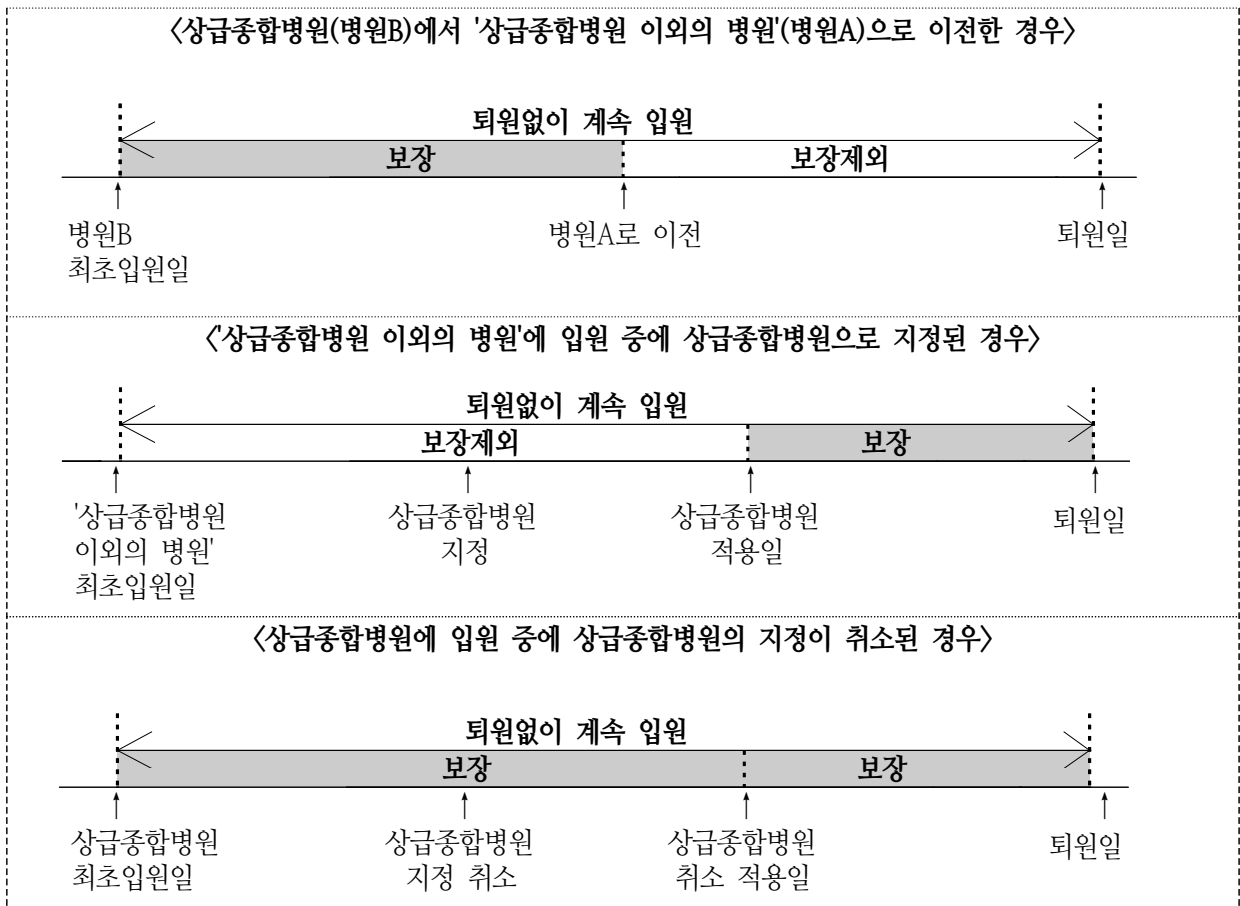 <상급종합병원(병원B)에서 '상급종합병원 이외의 병원'(병원A)으로 이전한 경우>
퇴원없이 계속 입원
보장 보장제외
병원B 병원A로 이전 퇴원일
최초입원일
<'상급종합병원 이외의 병원'에 입원 중에 상급종합병원으로 지정된 경우>
퇴원없이 계속 입원
보장제외 보장
'상급종합병원 상급종합병원 상급종합병원 퇴원일
이외의 병원' 지정 적용일
최초입원일
<상급종합병원에 입원 중에 상급종합병원의 지정이 취소된 경우>
퇴원없이 계속 입원
보장 보장
상급종합병원 상급종합병원 상급종합병원 퇴원일
최초입원일 지정 취소 취소 적용일